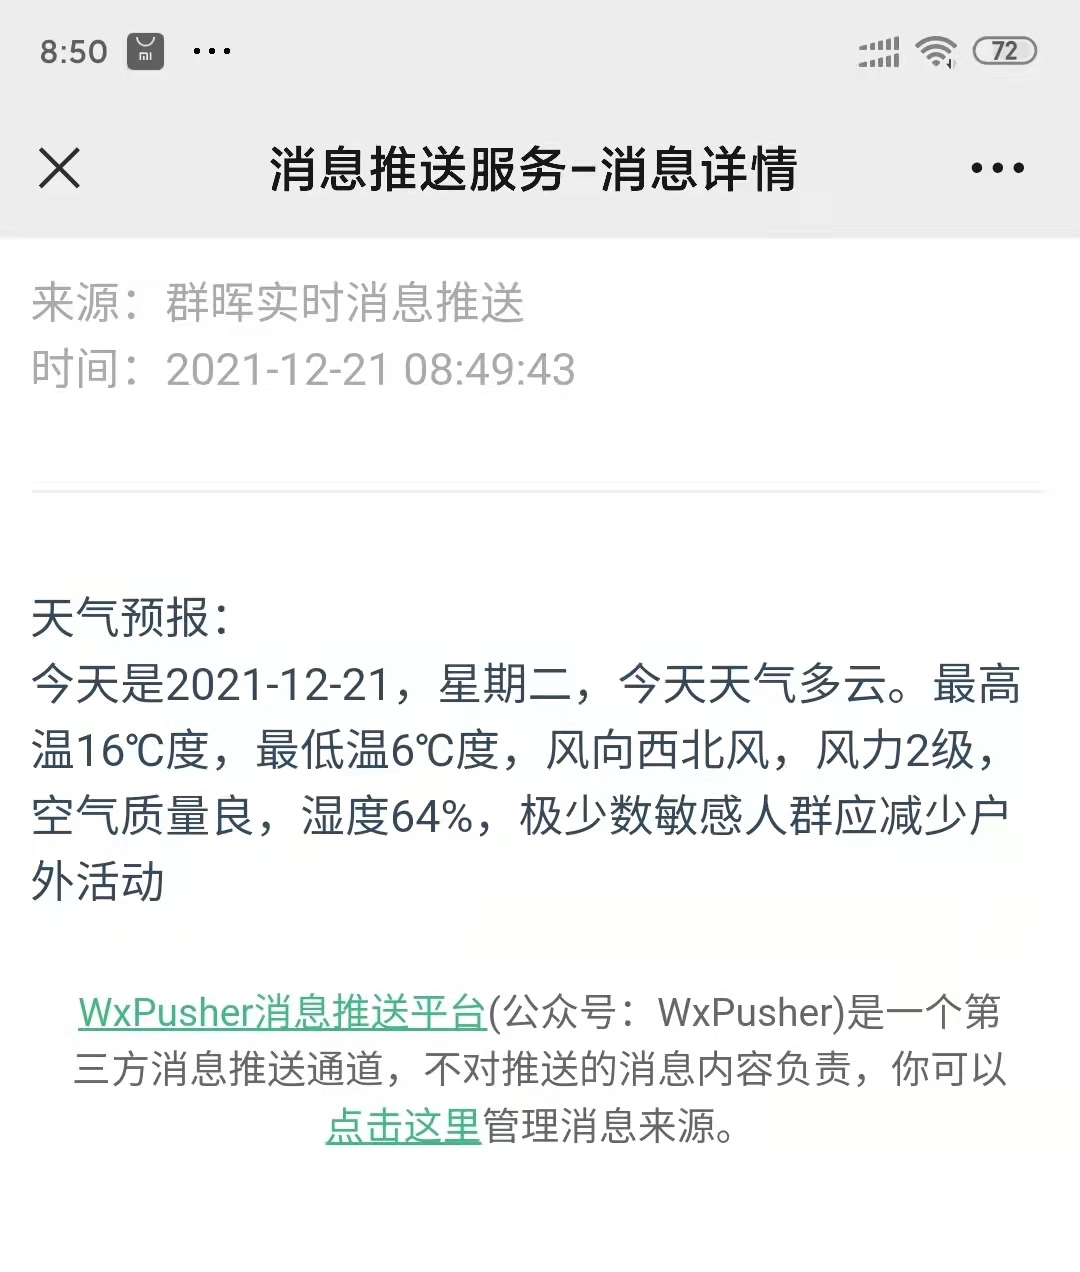 8:50
mi
72
消息推送服务-消息详情
来源：群晖实时消息推送
时间：2021-12-21 08:49:43
天气预报：
今天是2021-12-21，星期二，今天天气多云。最高
温16℃度，最低温6℃度，风向西北风，风力2级，
空气质量良，湿度64%，极少数敏感人群应减少户
外活动
WxPusher消息推送平台(公众号：WxPusher)是一个第
三方消息推送通道，不对推送的消息内容负责，你可以
点击这里管理消息来源。